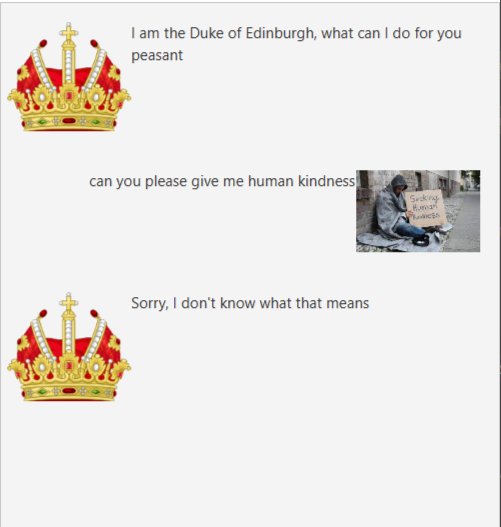 I am the Duke of Edinburgh, what can I do for you
peasant
can you please give me human kindness
Seeking
Human
Kindness
Sorry, I don't know what that means